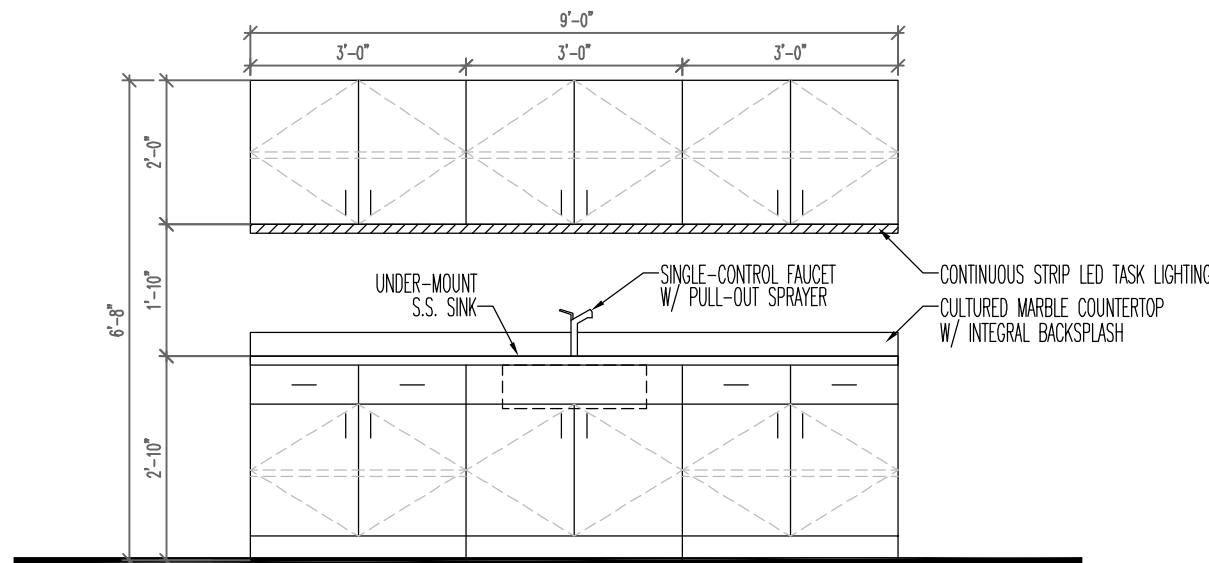 9'-0"
3'-0"
3'-0"
3'-0"
2'-0"
1'-10"
6'-8"
2'-10"
UNDER-MOUNT
S.S. SINK
SINGLE-CONTROL FAUCET
W/ PULL-OUT SPRAYER
CONTINUOUS STRIP LED TASK LIGHTING
CULTURED MARBLE COUNTERTOP
W/ INTEGRAL BACKSPLASH